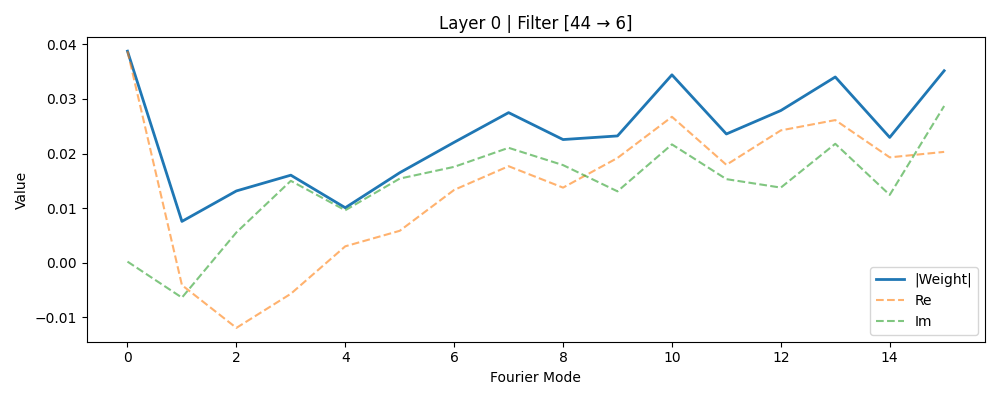 Layer 0 | Filter [44 → 6]
0.04
0.03
0.02
0.01
0.00
−0.01
Value
|Weight|
Re
Im
0 2 4 6 8 10 12 14
Fourier Mode